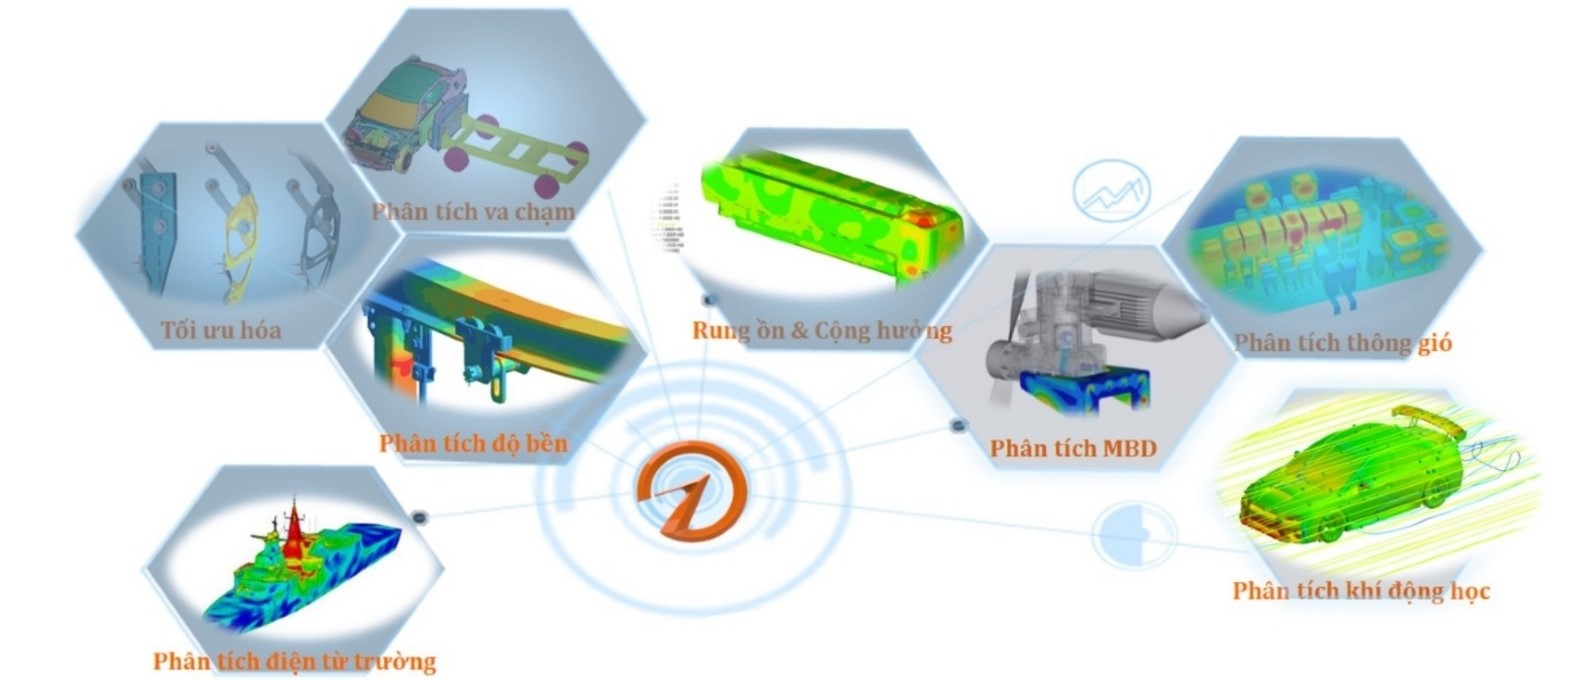 Phân tích va chạm
Tối ưu hóa
Rung ồn & Cộng hưởng
Phân tích thông gió
Phân tích độ bền
Phân tích MBD
Phân tích khí động học
Phân tích điện từ trường